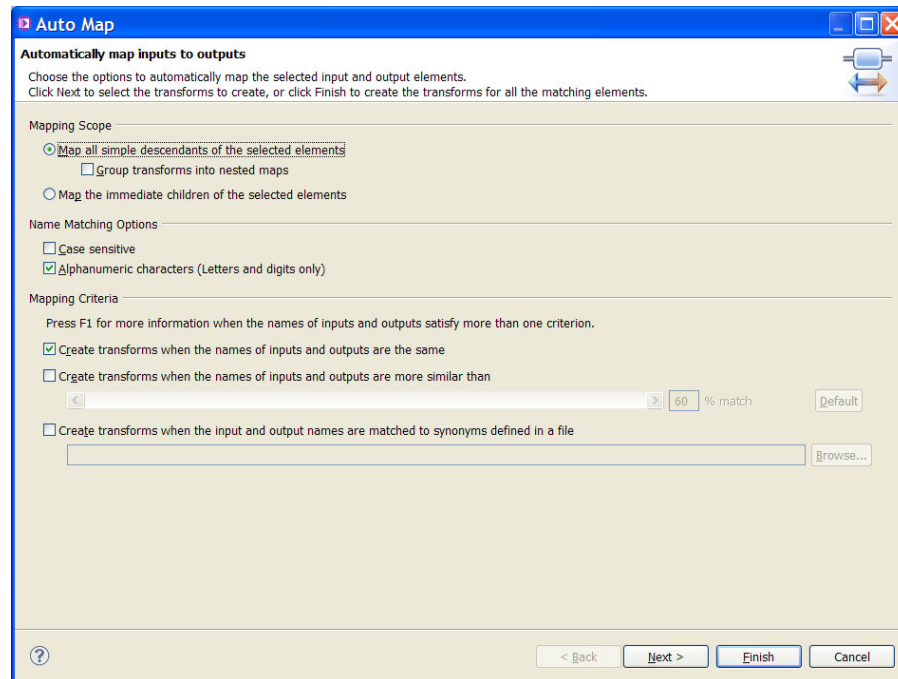 Auto Map
Automatically map inputs to outputs
Choose the options to automatically map the selected input and output elements.
Click Next to select the transforms to create, or click Finish to create the transforms for all the matching elements.
Mapping Scope
Map all simple descendants of the selected elements
Group transforms into nested maps
Map the immediate children of the selected elements
Name Matching Options
Case sensitive
Alphanumeric characters (Letters and digits only)
Mapping Criteria
Press F1 for more information when the names of inputs and outputs satisfy more than one criterion.
Create transforms when the names of inputs and outputs are the same
Create transforms when the names of inputs and outputs are more similar than
60 % match Default
Create transforms when the input and output names are matched to synonyms defined in a file
Browse...
? < Back Next > Finish Cancel